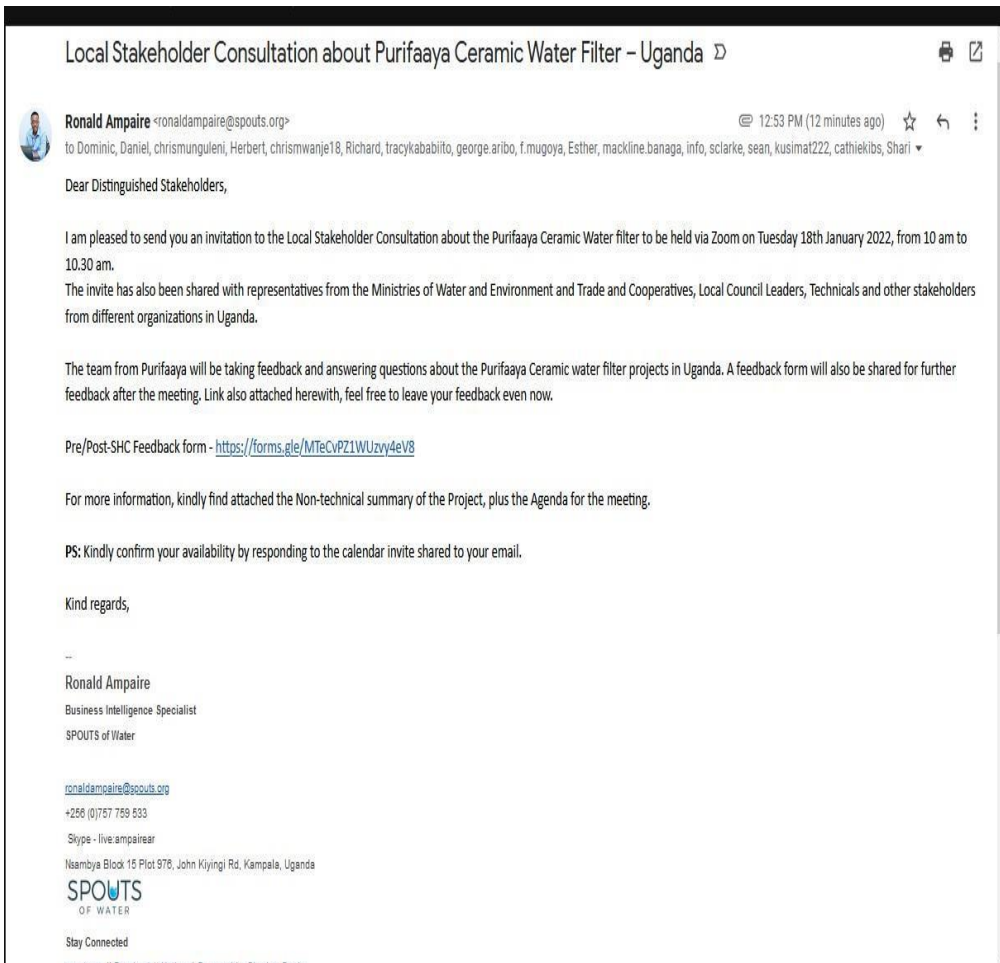 Local Stakeholder Consultation about Purifaaya Ceramic Water Filter – Uganda
Ronald Ampaire <ronaldampaire@spouts.org>
12:53 PM (12 minutes ago)
to Dominic, Daniel, chrismunguleni, Herbert, chrismwanje18, Richard, tracykababiito, george.aribo, f.mugoya, Esther, mackline.banaga, info, sclarke, sean, kusimat222, cathiekibs, Shari
Dear Distinguished Stakeholders,
I am pleased to send you an invitation to the Local Stakeholder Consultation about the Purifaaya Ceramic Water filter to be held via Zoom on Tuesday 18th January 2022, from 10 am to
10.30 am.
The invite has also been shared with representatives from the Ministries of Water and Environment and Trade and Cooperatives, Local Council Leaders, Technicals and other stakeholders
from different organizations in Uganda.
The team from Purifaaya will be taking feedback and answering questions about the Purifaaya Ceramic water filter projects in Uganda. A feedback form will also be shared for further
feedback after the meeting. Link also attached herewith, feel free to leave your feedback even now.
Pre/Post-SHC Feedback form - https://forms.gle/MTeCvPZ1WUzvy4eV8
For more information, kindly find attached the Non-technical summary of the Project, plus the Agenda for the meeting.
PS: Kindly confirm your availability by responding to the calendar invite shared to your email.
Kind regards,
--
Ronald Ampaire
Business Intelligence Specialist
SPOUTS of Water
ronaldampaire@spouts.org
+256 (0)757 759 533
Skype - live:ampairear
Nsambya Block 15 Plot 976, John Kiyingi Rd, Kampala, Uganda
SPOUTS
OF WATER
Stay Connected